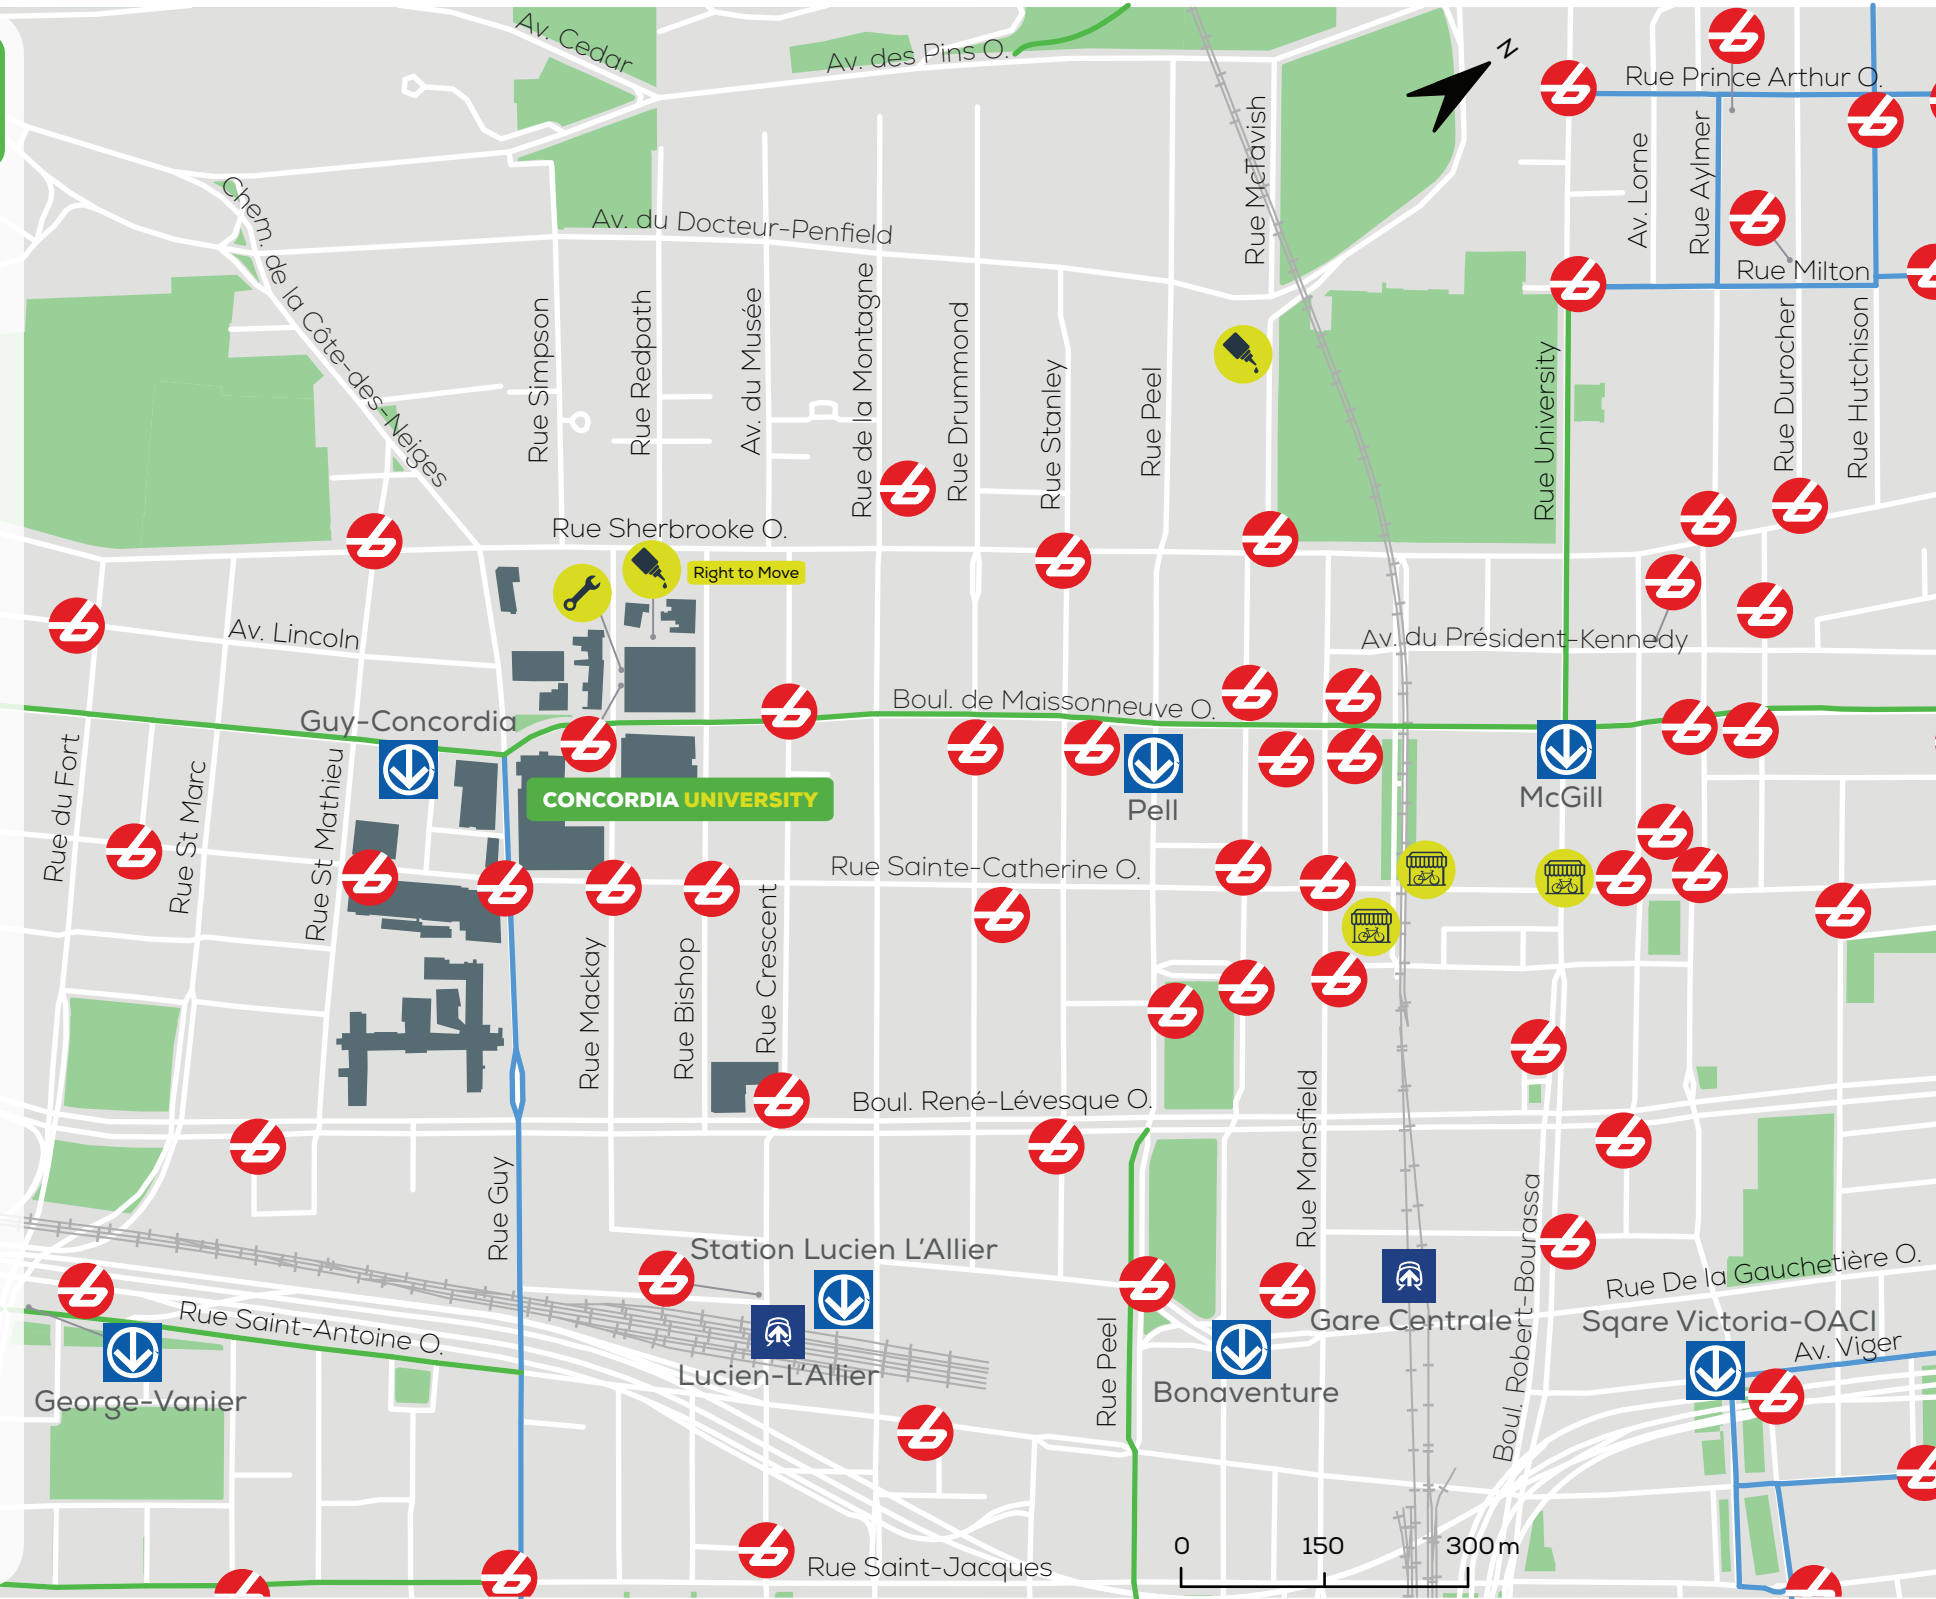 Av. Cedar
Av. des Pins O.
N
Rue Prince Arthur O.
Rue McTavish
Av. Lorne
Rue Aylmer
Chem. de la Côte-des-Neiges
Av. du Docteur-Penfield
Rue Milton
Rue Simpson
Rue Redpath
Av. du Musée
Rue de la Montagne
Rue Drummond
Rue Stanley
Rue Peel
Rue University
Rue Durocher
Rue Hutchison
Rue Sherbrooke O.
Right to Move
Av. Lincoln
Av. du Président-Kennedy
Guy-Concordia
Boul. de Maissonneuve O.
Rue du Fort
Rue St Marc
Rue St Mathieu
CONCORDIA UNIVERSITY
Pell
McGill
Rue Sainte-Catherine O.
Rue Mackay
Rue Bishop
Rue Crescent
Boul. René-Lévesque O.
Rue Mansfield
Rue Guy
Boul. Robert-Bourassa
Station Lucien L'Allier
Rue De la Gauchetière O.
Rue Saint-Antoine O.
Gare Centrale
Sqare Victoria-OACI
Av. Viger
Lucien-L'Allier
Rue Peel
George-Vanier
Bonaventure
0 150 300 m
Rue Saint-Jacques